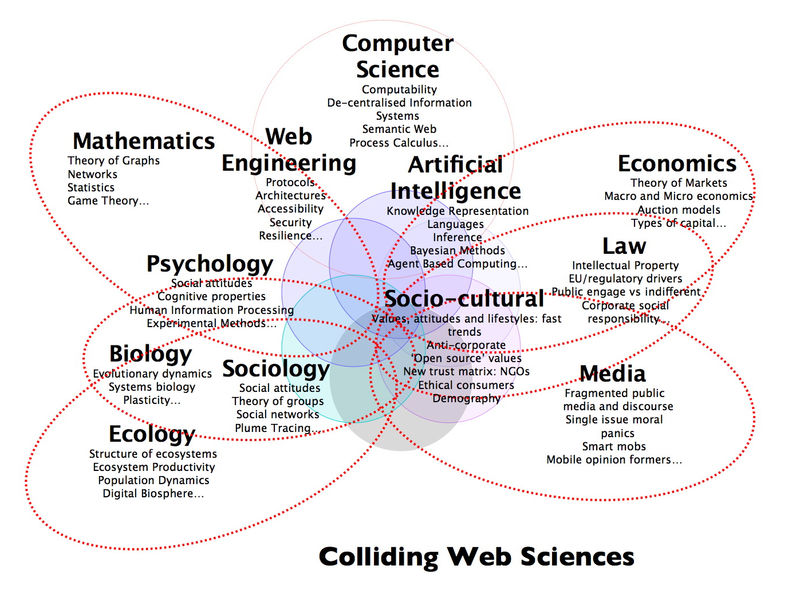 Computer
Science
Computability
De-centralised Information
Systems
Semantic Web
Process Calculus...
Mathematics
Theory of Graphs
Networks
Statistics
Game Theory...
Web
Engineering
Protocols
Architectures
Accessibility
Security
Resilience...
Artificial
Intelligence
Knowledge Representation
Languages
Inference
Bayesian Methods
Agent Based Computing...
Economics
Theory of Markets
Macro and Micro economics
Auction models
Types of capital...
Law
Intellectual Property
EU/regulatory drivers
Public engage vs indifferent
Corporate social
responsibility...
Psychology
Social attitudes
Cognitive properties
Human Information Processing
Experimental Methods...
Socio-cultural
Values, attitudes and lifestyles: fast
trends
Anti-corporate
'Open source' values
New trust matrix: NGOs
Ethical consumers
Demography
Biology
Evolutionary dynamics
Systems biology
Plasticity...
Sociology
Social attitudes
Theory of groups
Social networks
Plume Tracing...
Media
Fragmented public
media and discourse
Single issue moral
panics
Smart mobs
Mobile opinion formers...
Ecology
Structure of ecosystems
Ecosystem Productivity
Population Dynamics
Digital Biosphere...
Colliding Web Sciences